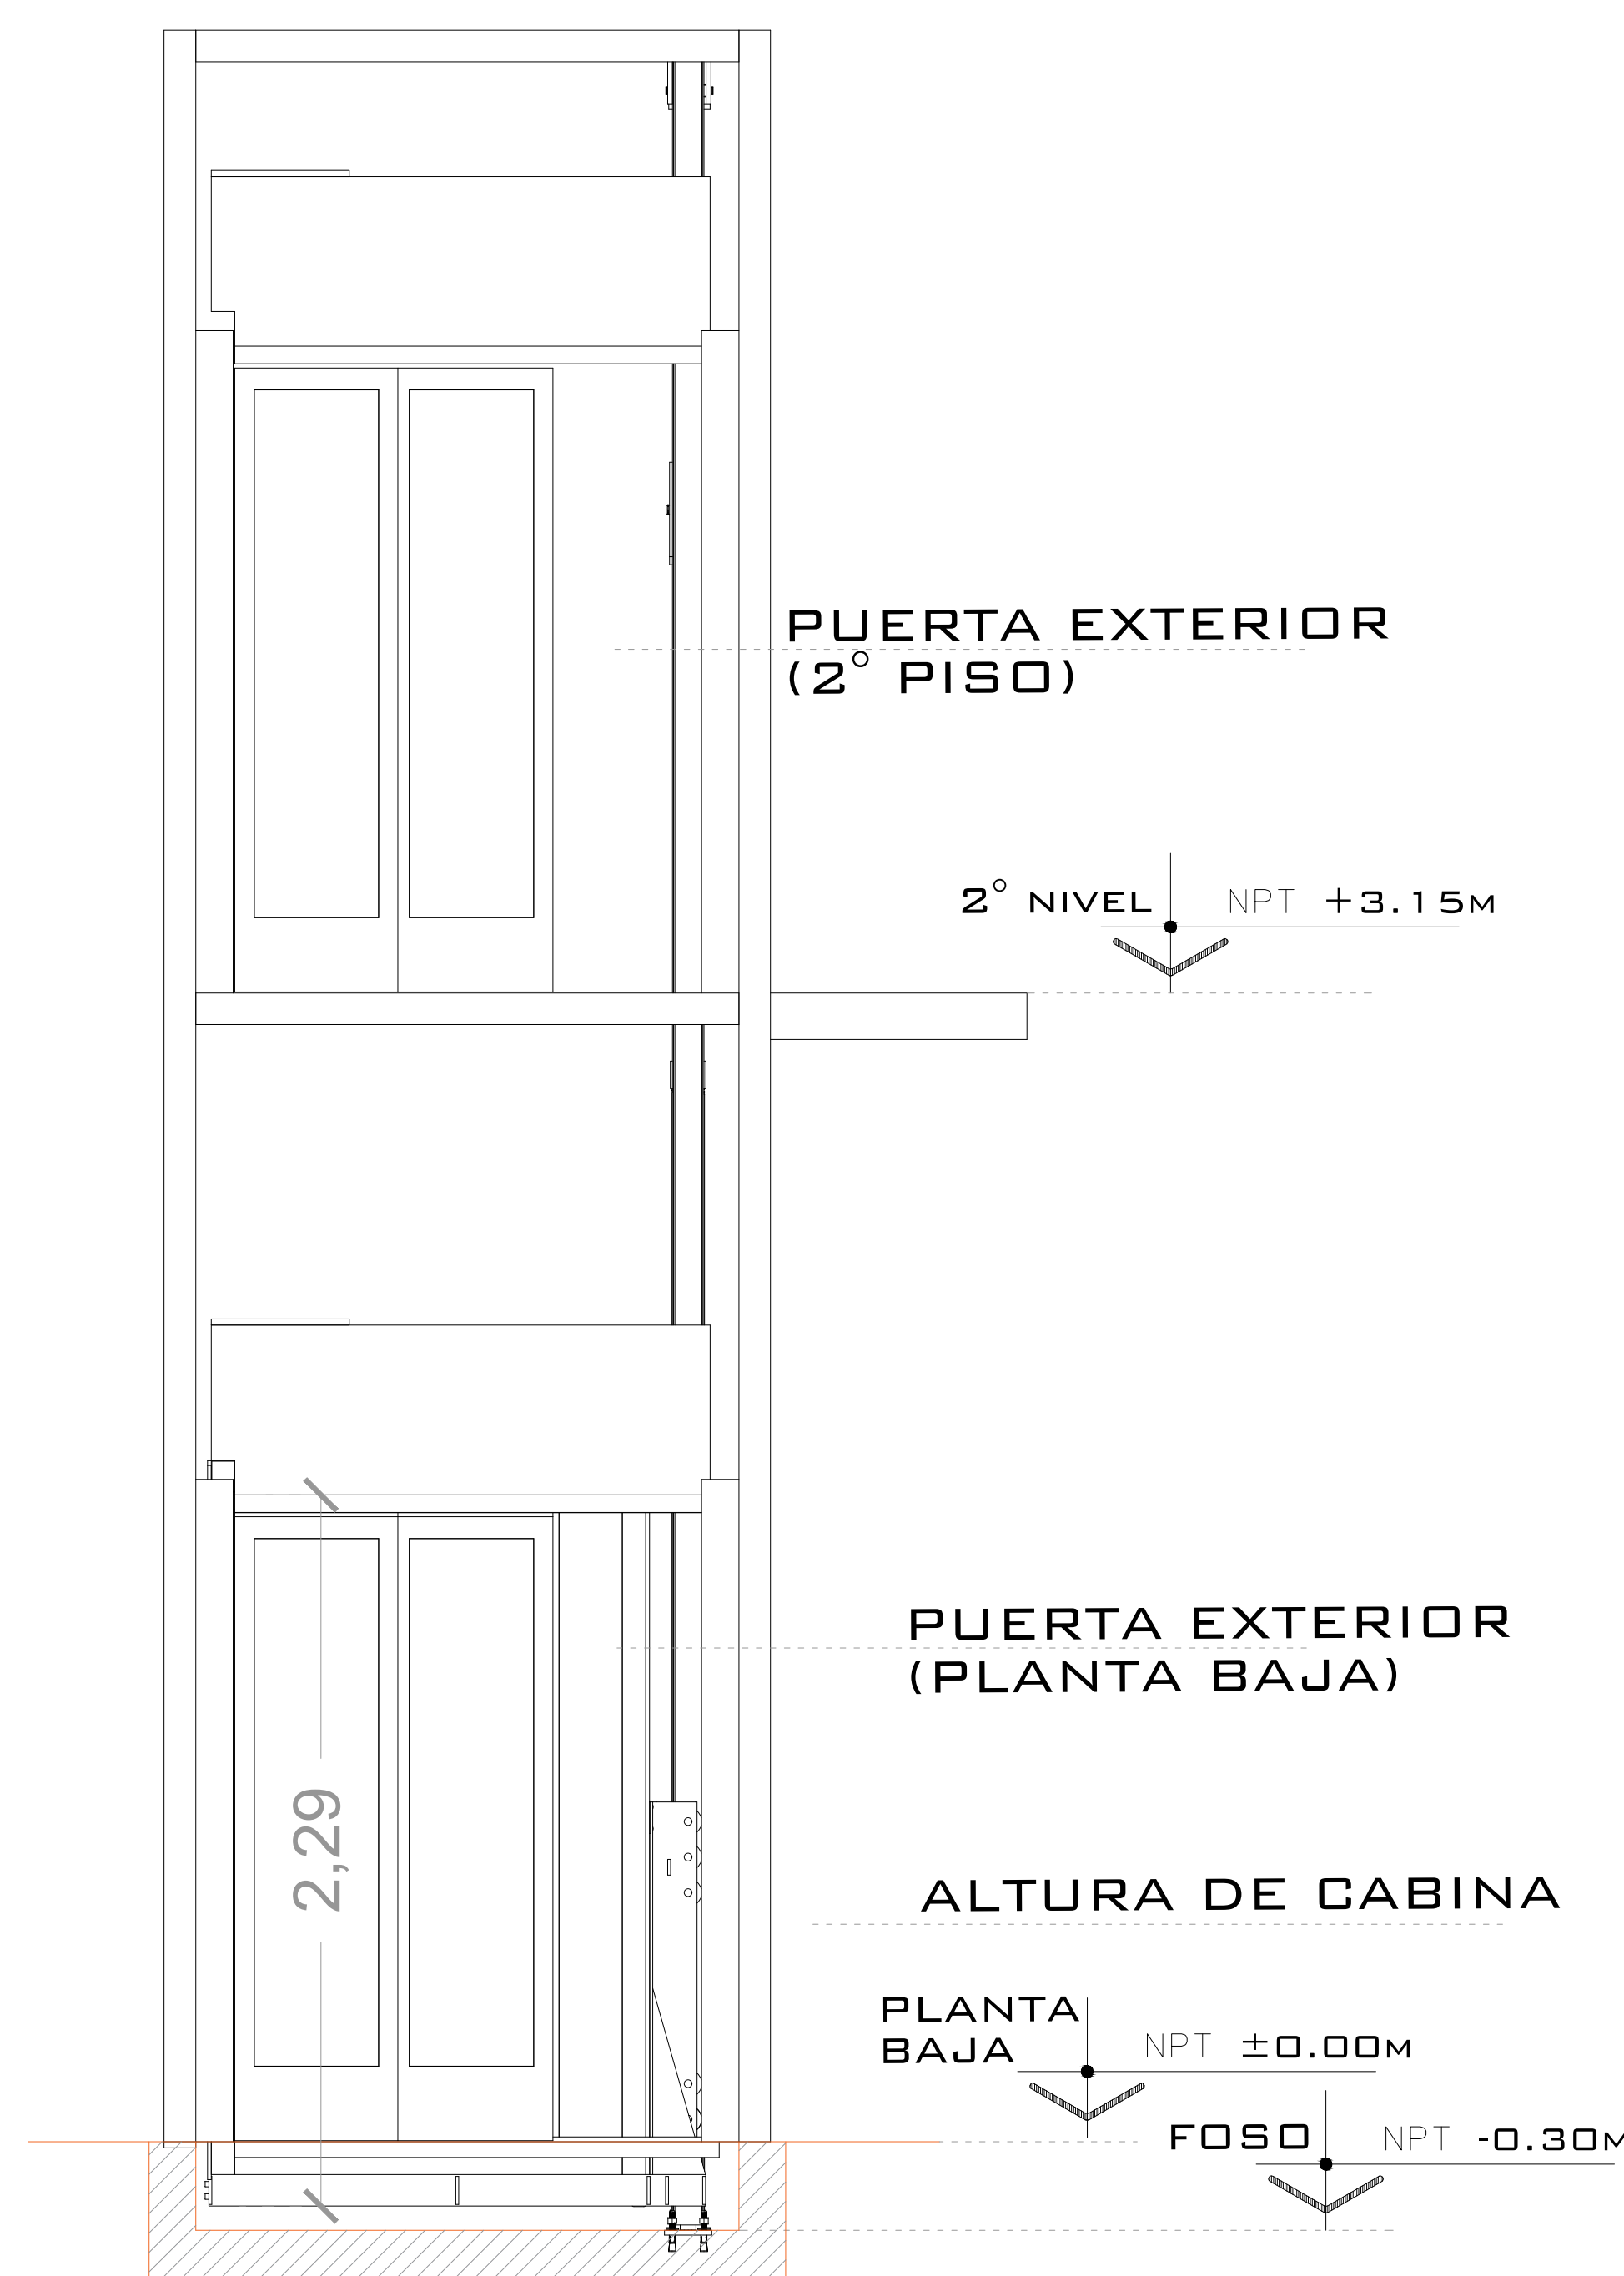 PUERTA EXTERIOR
(2° PISO)
2° NIVEL NPT +3.15M
PUERTA EXTERIOR
(PLANTA BAJA)
2,29
ALTURA DE CABINA
PLANTA
BAJA NPT ±0.00M
FOSO NPT -0.30M